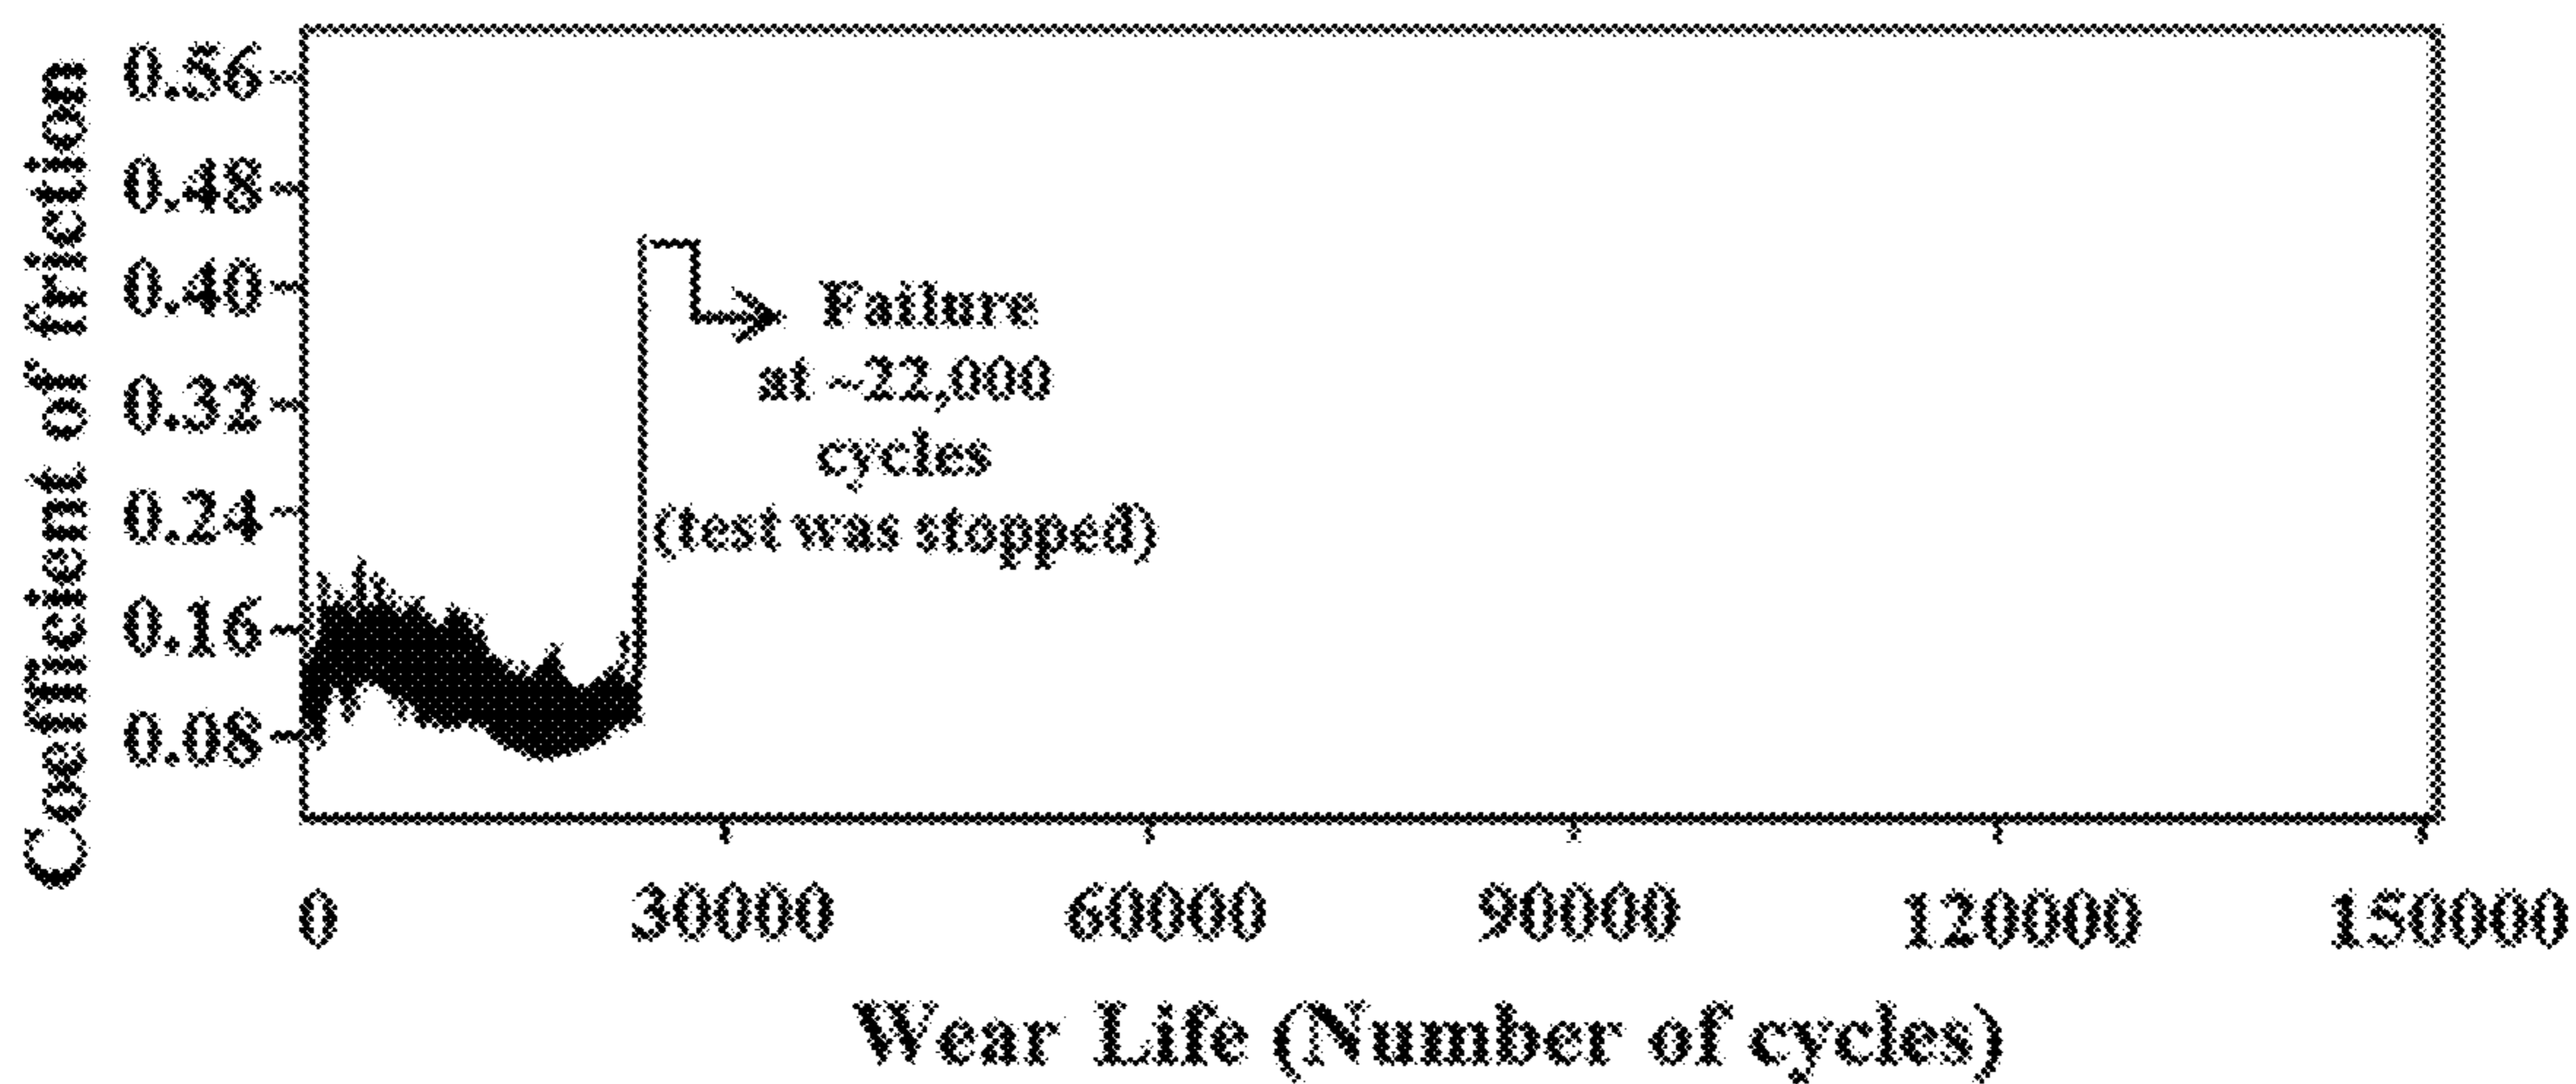 Coefficient of friction
0.56
0.48
0.40
0.32
0.24
0.16
0.08
Failure
at ~22,000
cycles
(test was stopped)
0 30000 60000 90000 120000 150000
Wear Life (Number of cycles)